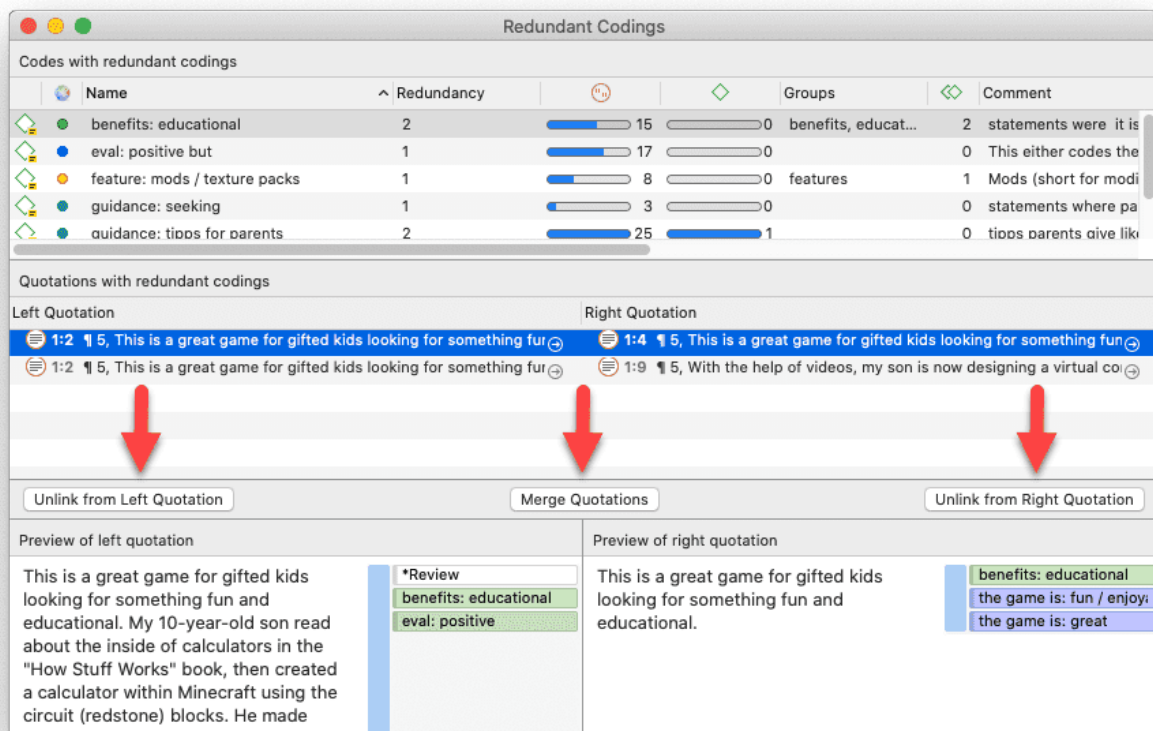 Redundant Codings
Codes with redundant codings
Name Redundancy Groups Comment
benefits: educational 2 15 0 benefits, educat... 2 statements were it is
eval: positive but 1 17 0 0 This either codes the
feature: mods / texture packs 1 8 0 features 1 Mods (short for modi
guidance: seeking 1 3 0 0 statements where pa
guidance: tipps for parents 2 25 1 0 tipps parents give like
Quotations with redundant codings
Left Quotation Right Quotation
1:2 ¶ 5, This is a great game for gifted kids looking for something fun 1:4 ¶ 5, This is a great game for gifted kids looking for something fun
1:2 ¶ 5, This is a great game for gifted kids looking for something fur 1:9 ¶ 5, With the help of videos, my son is now designing a virtual co
Unlink from Left Quotation Merge Quotations Unlink from Right Quotation
Preview of left quotation
This is a great game for gifted kids
looking for something fun and
educational. My 10-year-old son read
about the inside of calculators in the
"How Stuff Works" book, then created
a calculator within Minecraft using the
circuit (redstone) blocks. He made
*Review
benefits: educational
eval: positive
Preview of right quotation
This is a great game for gifted kids
looking for something fun and
educational.
benefits: educational
the game is: fun / enjoya
the game is: great